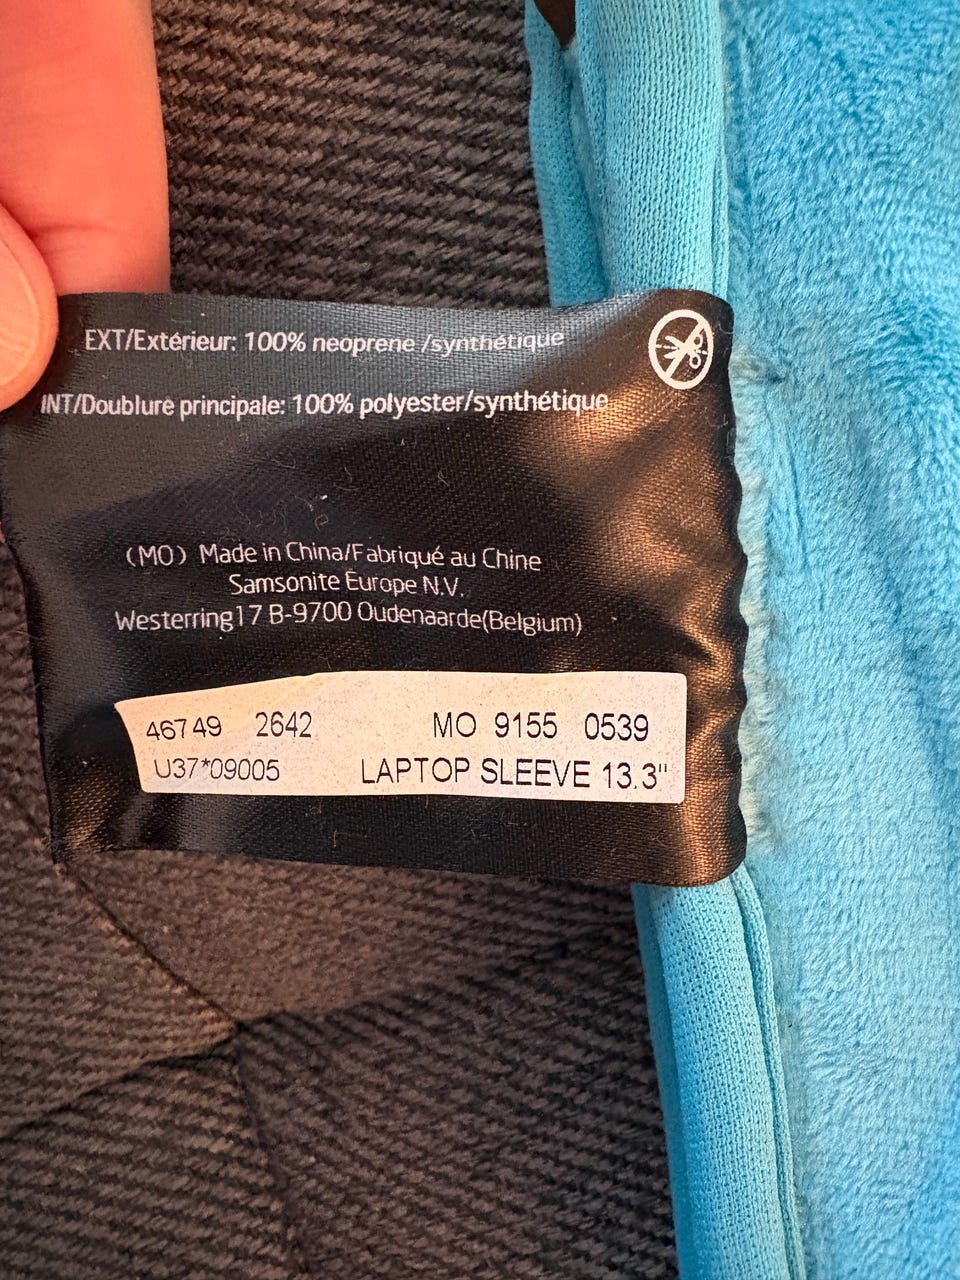 EXT/Extérieur: 100% neoprene /synthétique
INT/Doublure principale: 100% polyester/synthétique
(MO) Made in China/Fabriqué au Chine
Samsonite Europe N.V.
Westerring17 B-9700 Oudenaarde(Belgium)
46749 2642 MO 9155 0539
U37*09005 LAPTOP SLEEVE 13.3"